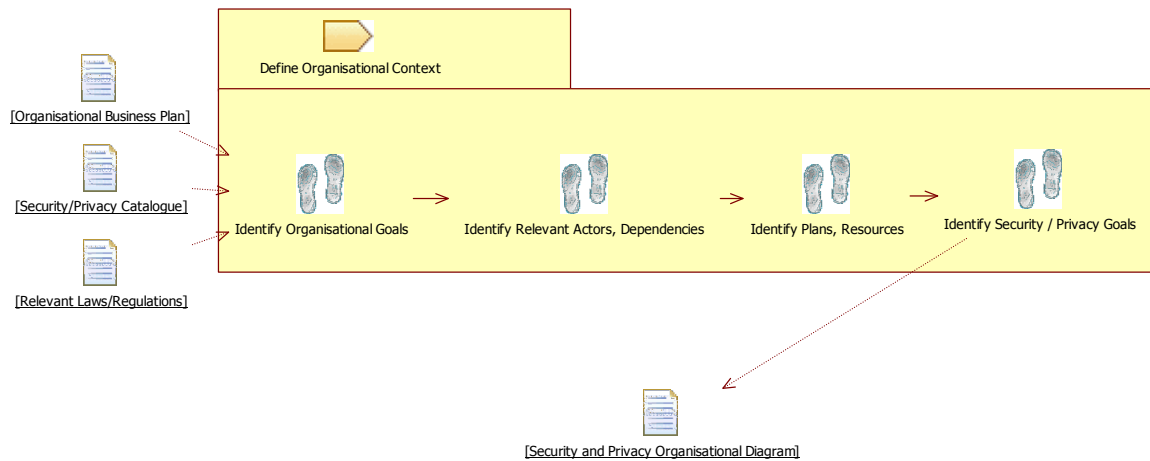 Define Organisational Context
[Organisational Business Plan]
[Security/Privacy Catalogue]
Identify Organisational Goals
Identify Relevant Actors, Dependencies
Identify Plans, Resources
Identify Security / Privacy Goals
[Relevant Laws/Regulations]
[Security and Privacy Organisational Diagram]